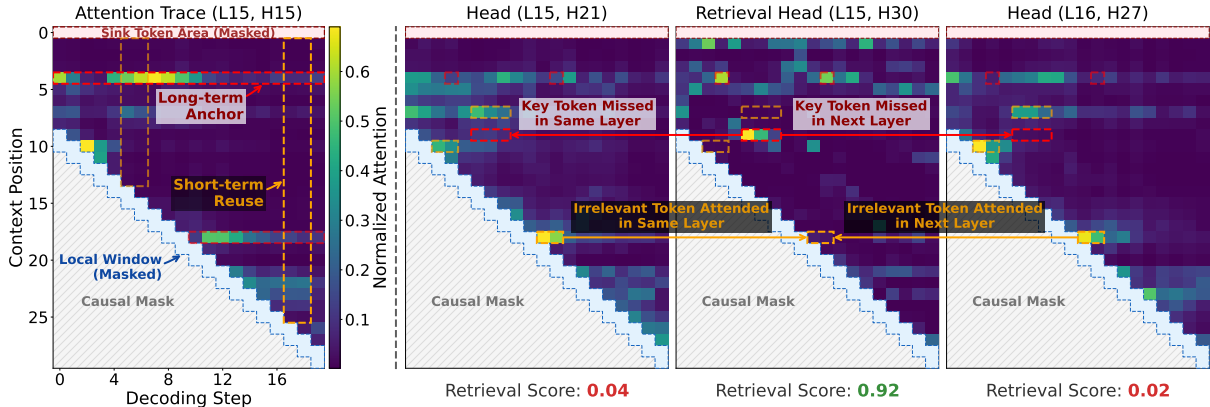 Attention Trace (L15, H15)
Head (L15, H21)
Retrieval Head (L15, H30)
Head (L16, H27)
Sink Token Area (Masked)
Long-term
Anchor
Short-term
Reuse
Local Window
(Masked)
Causal Mask
Context Position
0
5
10
15
20
25
0
4
8
12
16
Decoding Step
0.6
0.5
0.4
0.3
0.2
0.1
Normalized Attention
Key Token Missed
in Same Layer
Key Token Missed
in Next Layer
Irrelevant Token Attended
in Same Layer
Irrelevant Token Attended
in Next Layer
Causal Mask
Causal Mask
Causal Mask
Retrieval Score: 0.04
Retrieval Score: 0.92
Retrieval Score: 0.02